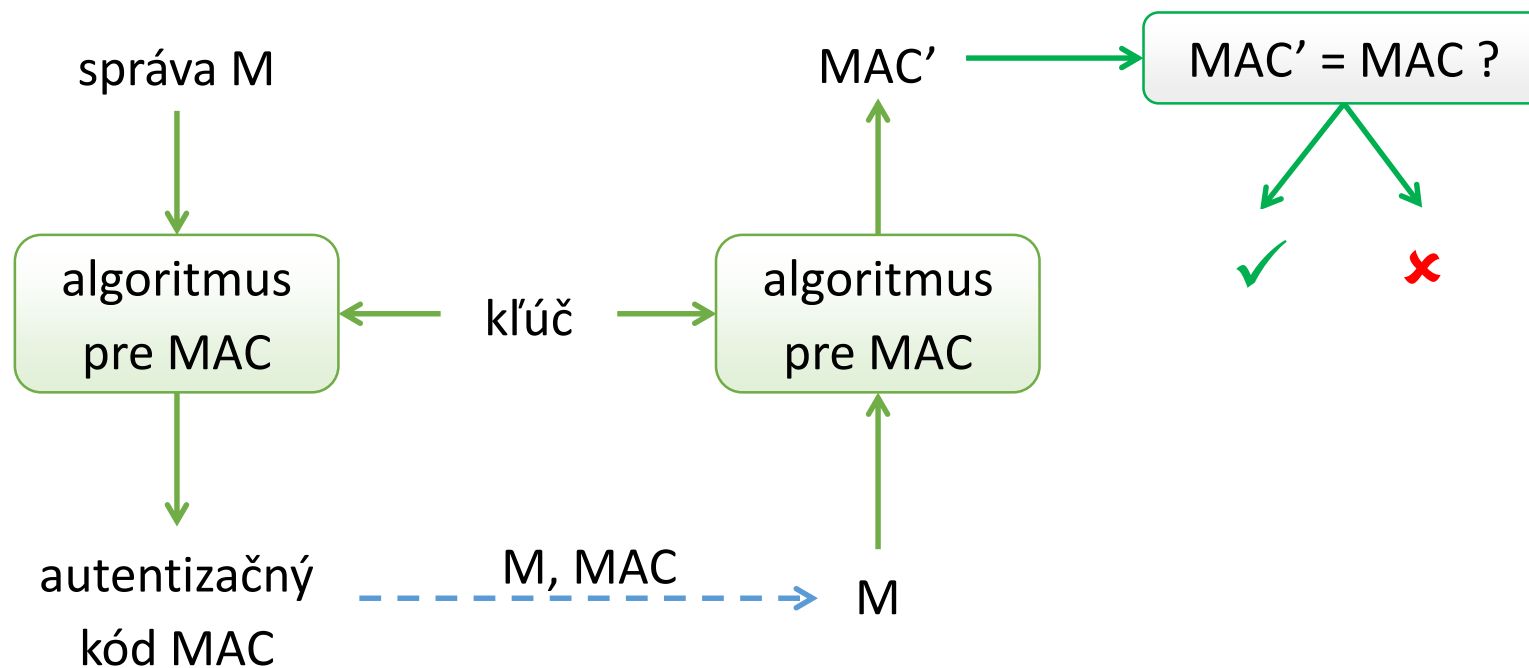 správa M
MAC’
MAC’ = MAC ?
algoritmus
pre MAC
kľúč
algoritmus
pre MAC
autentizačný
kód MAC
M, MAC
M